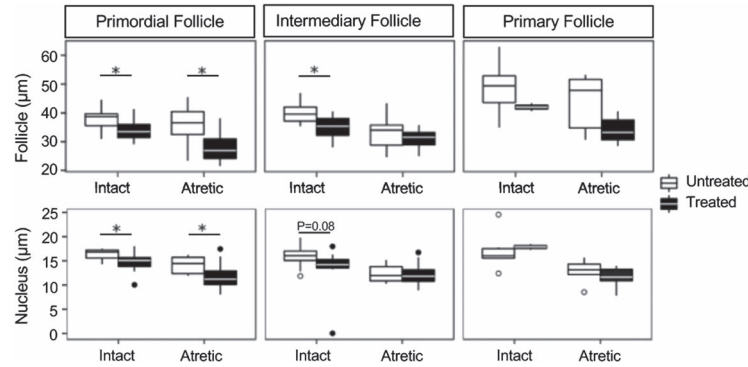 Primordial Follicle
Intermediary Follicle
Primary Follicle
Follicle (μm)
60
50
40
30
20
*
*
*
Intact
Atretic
Intact
Atretic
Intact
Atretic
Untreated
Treated
Nucleus (μm)
25
20
15
10
5
0
*
*
P=0.08
Intact
Atretic
Intact
Atretic
Intact
Atretic